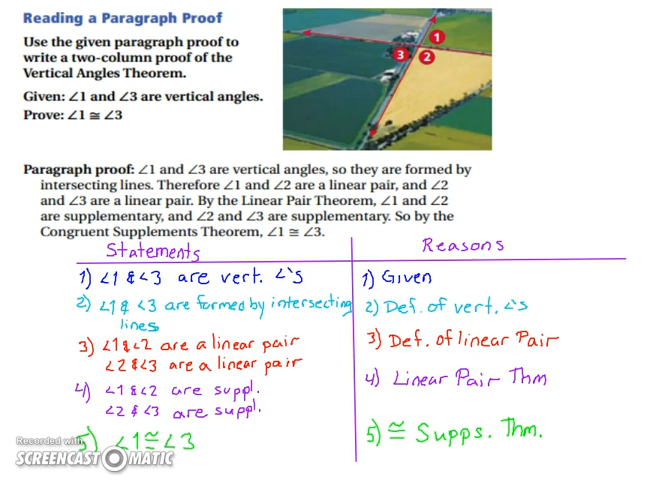 Reading a Paragraph Proof
Use the given paragraph proof to
write a two-column proof of the
Vertical Angles Theorem.
Given: ∠1 and ∠3 are vertical angles.
Prove: ∠1 ≅ ∠3
1
3
2
Paragraph proof: ∠1 and ∠3 are vertical angles, so they are formed by
intersecting lines. Therefore ∠1 and ∠2 are a linear pair, and ∠2
and ∠3 are a linear pair. By the Linear Pair Theorem, ∠1 and ∠2
are supplementary, and ∠2 and ∠3 are supplementary. So by the
Congruent Supplements Theorem, ∠1 ≅ ∠3.
Statements
1) ∠1 & ∠3 are vert. ∠'s
2) ∠1 & ∠3 are formed by intersecting
lines
3) ∠1 & ∠2 are a linear pair
∠2 & ∠3 are a linear pair
4) ∠1 & ∠2 are suppl.
∠2 & ∠3 are suppl.
5) ∠1 ≅ ∠3
Reasons
1) Given
2) Def. of vert. ∠'s
3) Def. of linear Pair
4) Linear Pair Thm
5) ≅ Supps. Thm.
Recorded with
SCREENCAST-O-MATIC